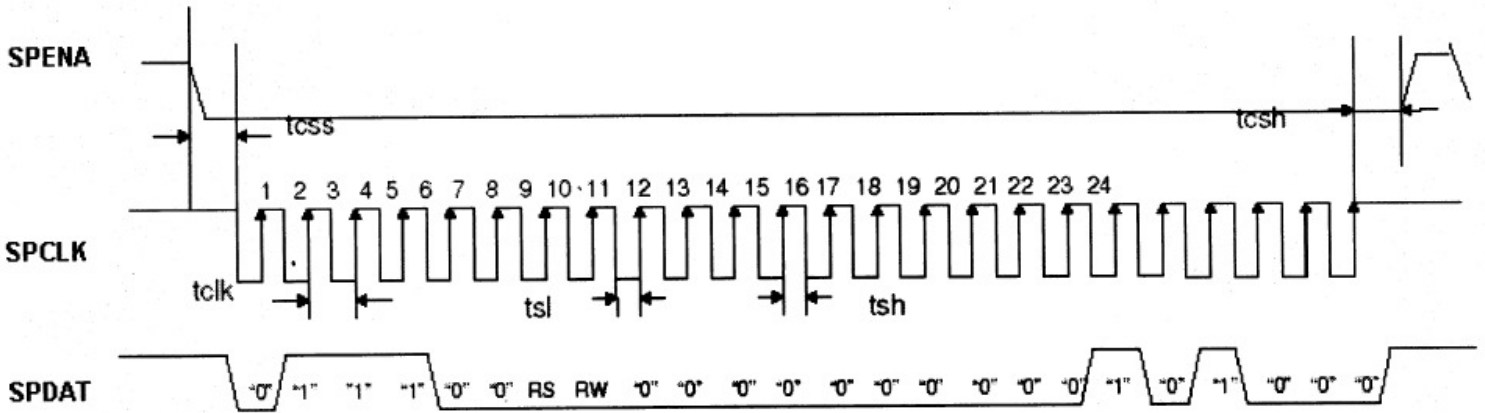 SPENA
tcss
tcsh
1 2 3 4 5 6 7 8 9 10 11 12 13 14 15 16 17 18 19 20 21 22 23 24
SPCLK
tclk
tsl
tsh
SPDAT
"0" "1" "1" "1" "0" "0" RS RW "0" "0" "0" "0" "0" "0" "0" "0" "0" "0" "1" "0" "1" "0" "0" "0"